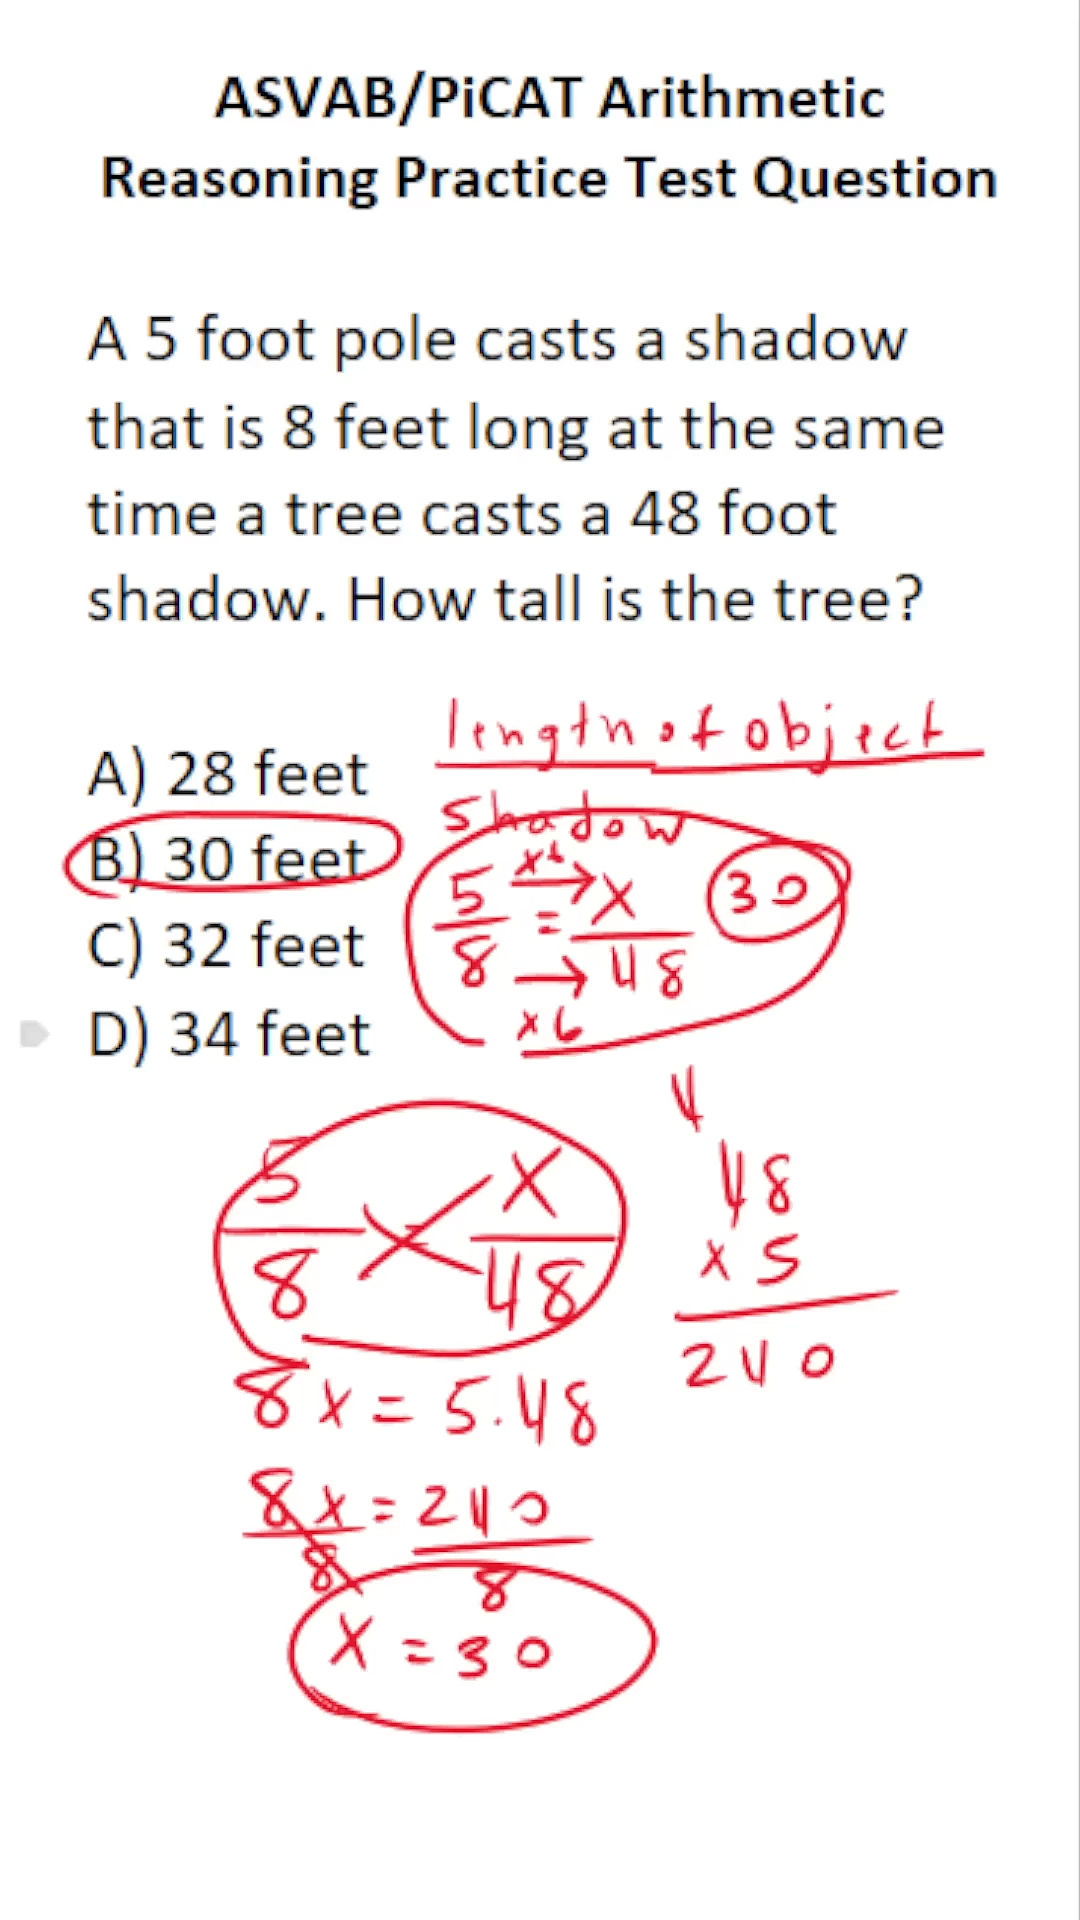 ASVAB/PiCAT Arithmetic
Reasoning Practice Test Question
A 5 foot pole casts a shadow
that is 8 feet long at the same
time a tree casts a 48 foot
shadow. How tall is the tree?
A) 28 feet
B) 30 feet
C) 32 feet
D) 34 feet
length of object
shadow
x6
5/8 = x/48
30
x6
5/8 x/48
4
48
x 5
240
8x = 5.48
8x = 240
8 8
x = 30